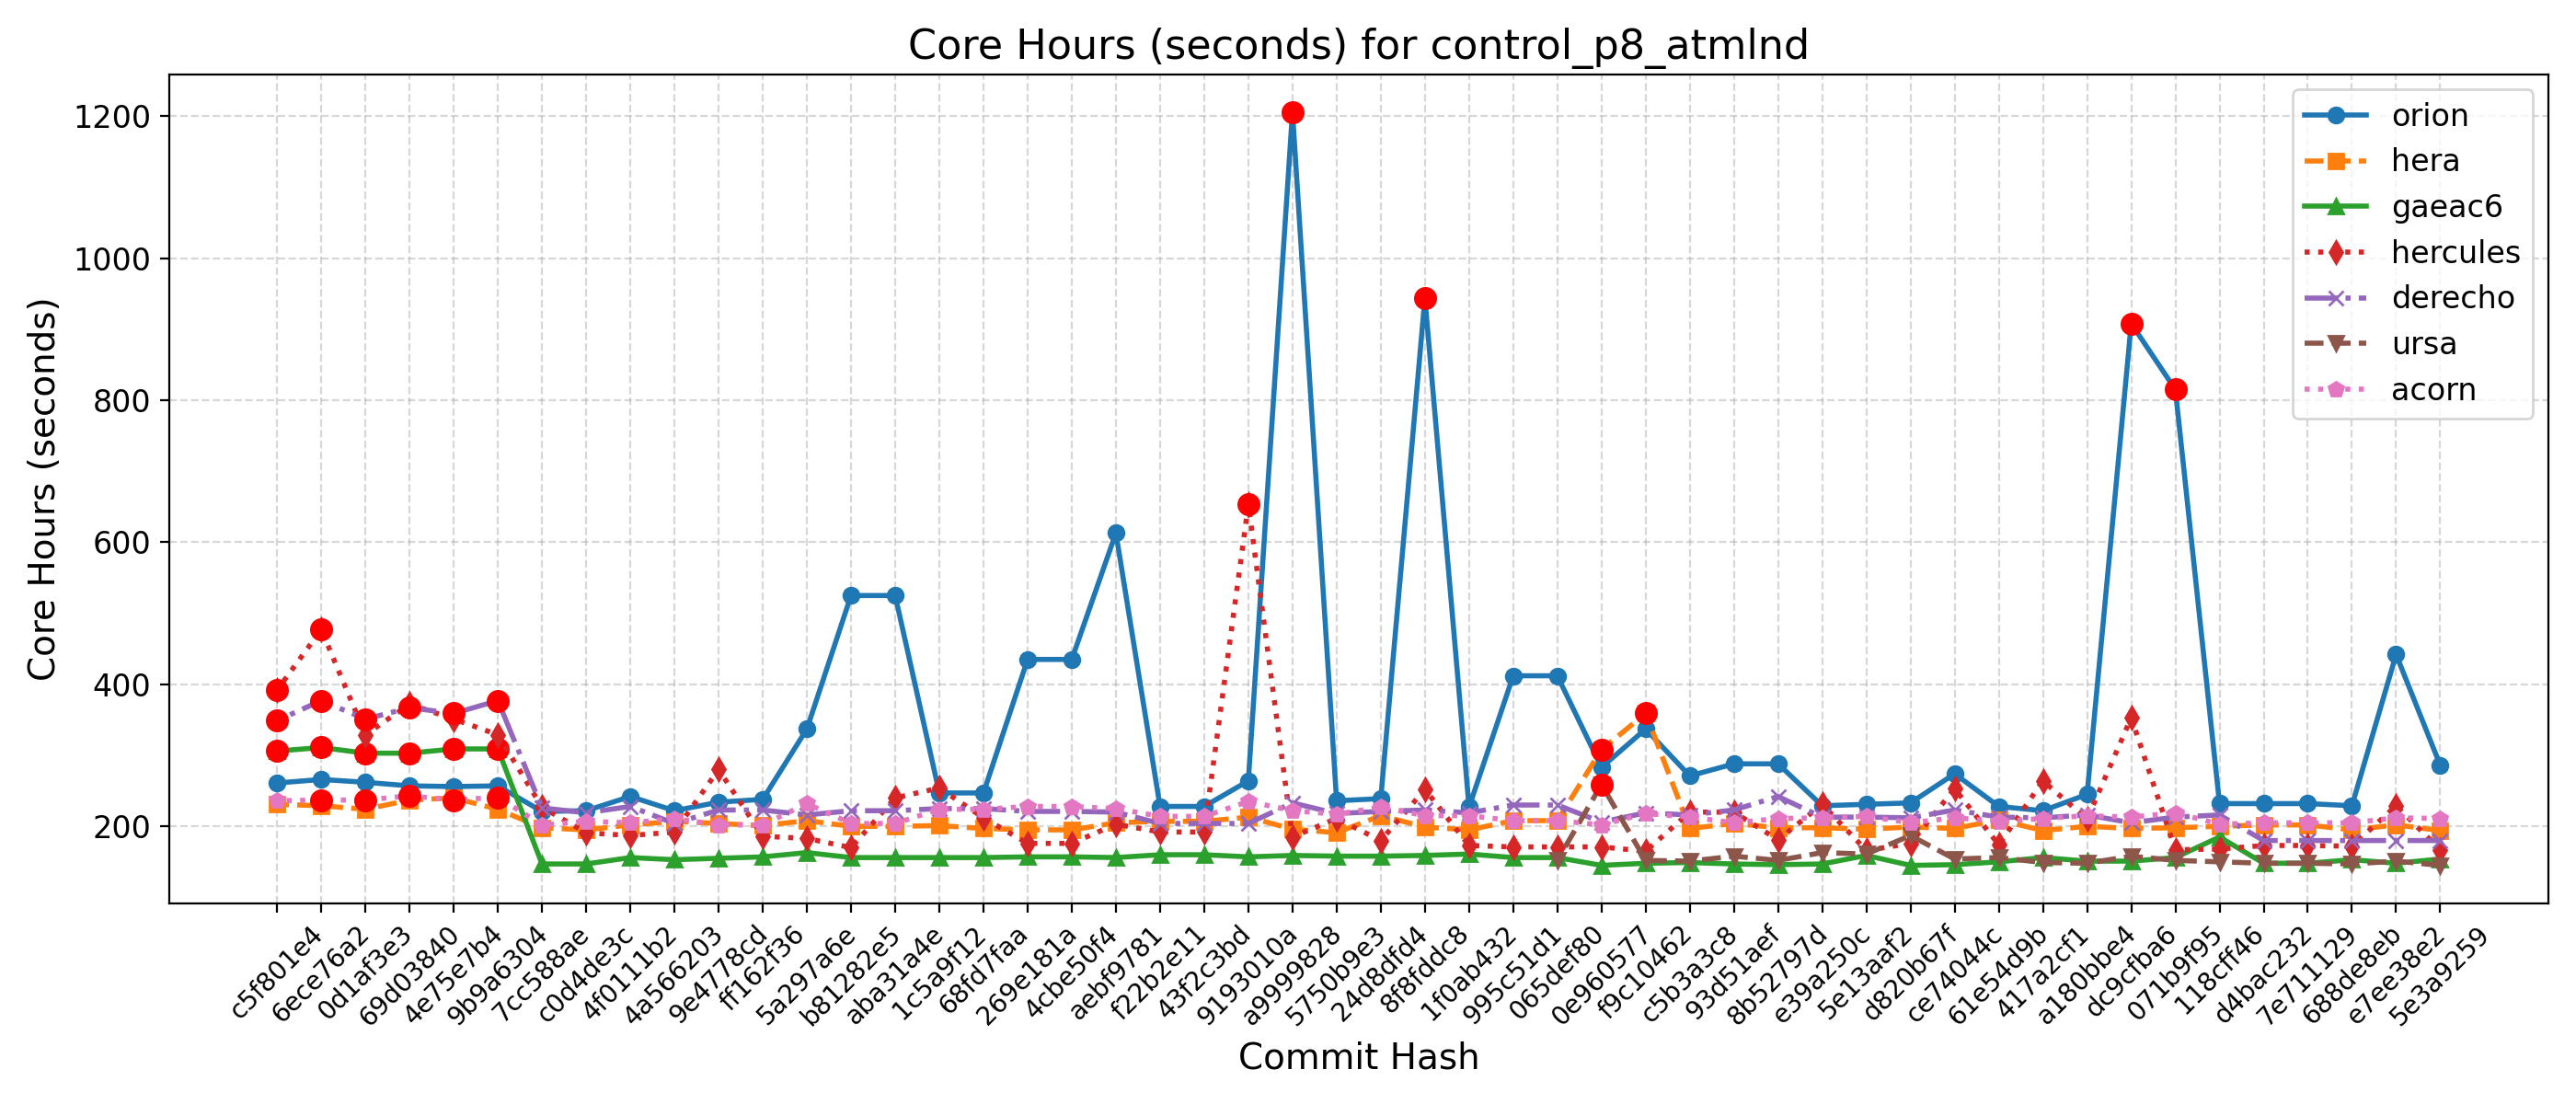 Core Hours (seconds) for control_p8_atmlnd
Core Hours (seconds)
1200
1000
800
600
400
200
orion
hera
gaeac6
hercules
derecho
ursa
acorn
c5f801e4
6ece76a2
0d1af3e3
69d03840
4e75e7b4
9b9a6304
7cc588ae
c0d4de3c
4f0111b2
4a566203
9e4778cd
ff162f36
5a297a6e
b81282e5
aba31a4e
1c5a9f12
68fd7faa
269e181a
4cbe50f4
aebf9781
f22b2e11
43f2c3bd
9193010a
a9999828
5750b9e3
24d8dfd4
8f8fddc8
1f0ab432
995c51d1
065def80
0e960577
f9c10462
c5b3a3c8
93d51aef
8b52797d
e39a250c
5e13aaf2
d820b67f
ce74044c
61e54d9b
417a2cf1
a180bbe4
dc9cfba6
071b9f95
118cff46
d4bac232
7e711129
688de8eb
e7ee38e2
5e3a9259
Commit Hash